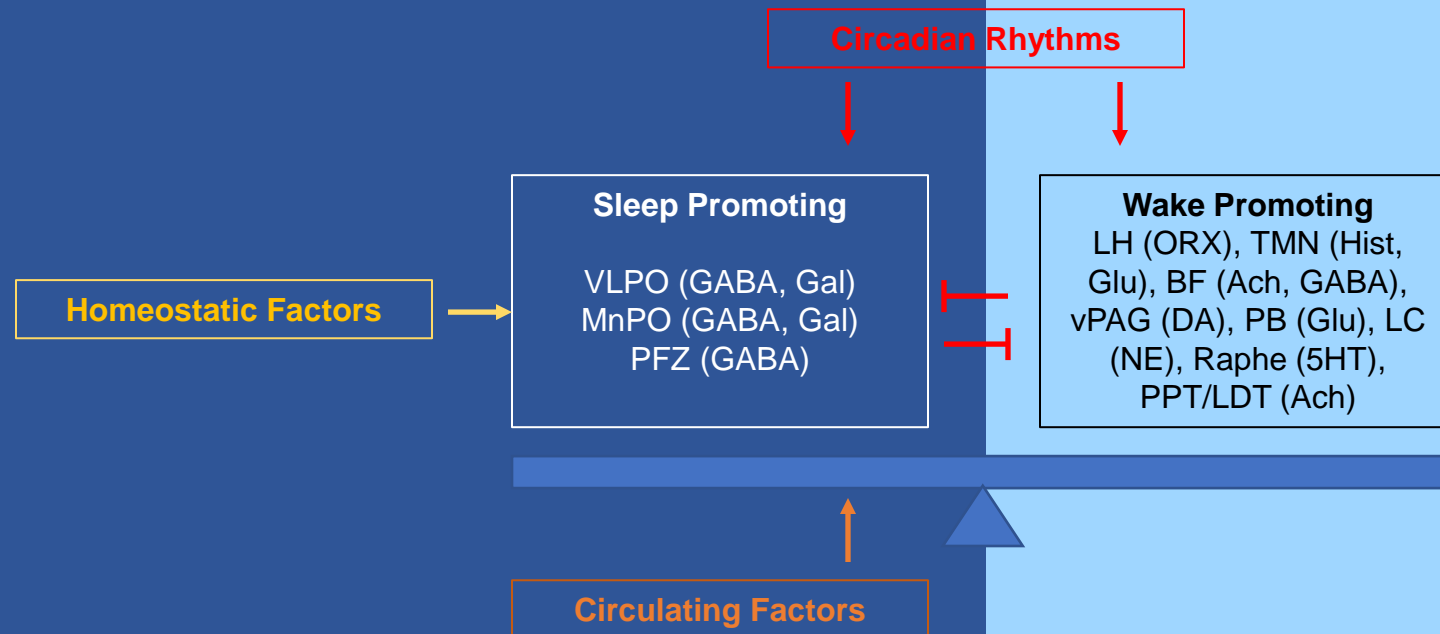 Circadian Rhythms
Sleep Promoting
VLPO (GABA, Gal)
MnPO (GABA, Gal)
PFZ (GABA)
Wake Promoting
LH (ORX), TMN (Hist,
Glu), BF (Ach, GABA),
vPAG (DA), PB (Glu), LC
(NE), Raphe (5HT),
PPT/LDT (Ach)
Homeostatic Factors
Circulating Factors